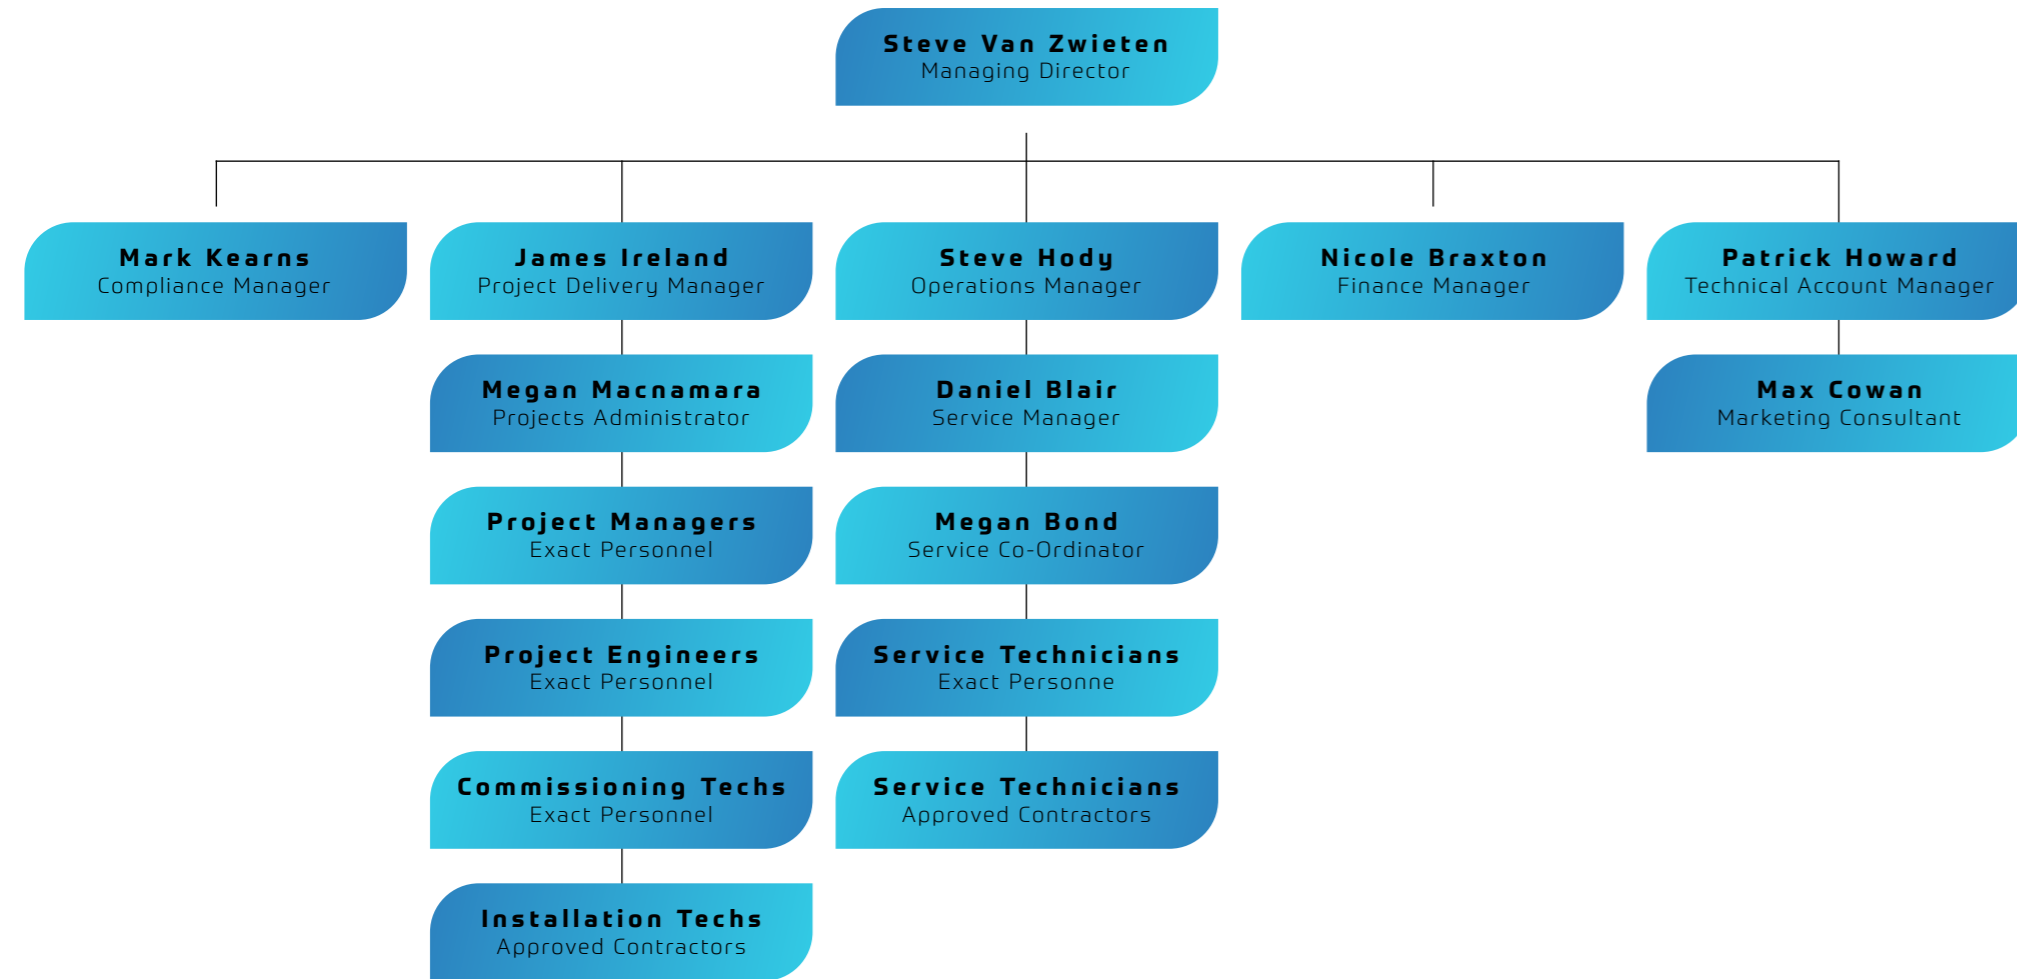 Steve Van Zwieten
Managing Director
Mark Kearns
Compliance Manager
James Ireland
Project Delivery Manager
Steve Hody
Operations Manager
Nicole Braxton
Finance Manager
Patrick Howard
Technical Account Manager
Megan Macnamara
Projects Administrator
Daniel Blair
Service Manager
Max Cowan
Marketing Consultant
Project Managers
Exact Personnel
Megan Bond
Service Co-Ordinator
Project Engineers
Exact Personnel
Service Technicians
Exact Personne
Commissioning Techs
Exact Personnel
Service Technicians
Approved Contractors
Installation Techs
Approved Contractors